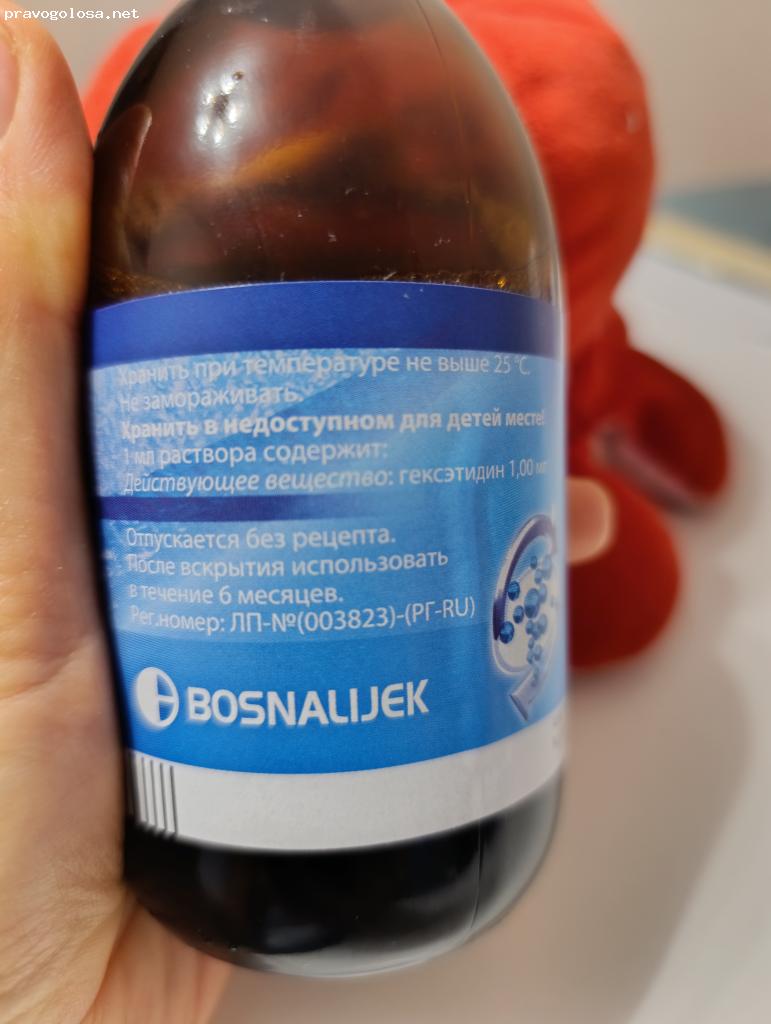 pravogolosa.net
Хранить при температуре не выше 25 °C.
Не замораживать.
Хранить в недоступном для детей месте!
1 мл раствора содержит:
Действующее вещество: гексэтидин 1,00 мг
Отпускается без рецепта.
После вскрытия использовать
в течение 6 месяцев.
Рег.номер: ЛП-№(003823)-(РГ-RU)
BOSNALIJEK